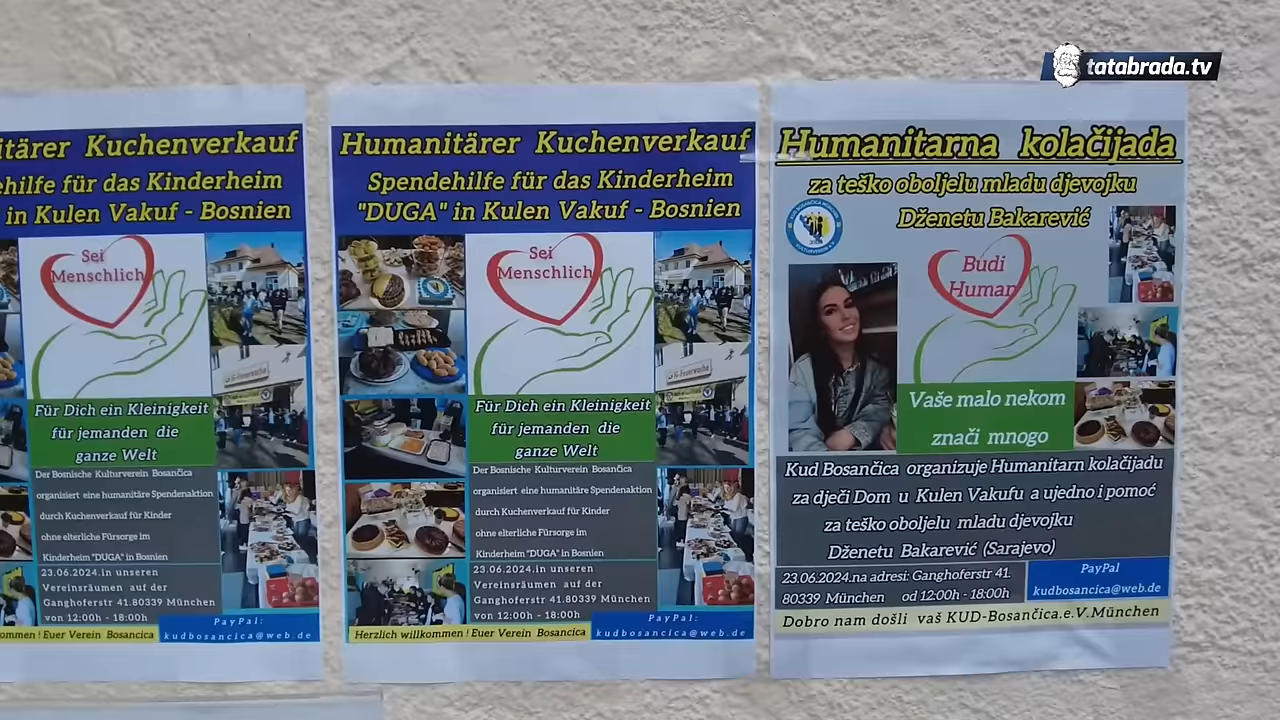 tatabrada.tv
itärer Kuchenverkauf
ehilfe für das Kinderheim
in Kulen Vakuf - Bosnien
Sei
Menschlich
Für Dich ein Kleinigkeit
für jemanden die
ganze Welt
Der Bosnische Kulturverein Bosančica
organisiert eine humanitäre Spendenaktion
durch Kuchenverkauf für Kinder
ohne elterliche Fürsorge im
Kinderheim "DUGA" in Bosnien
23.06.2024.in unseren
Vereinsräumen auf der
Ganghoferstr 41.80339 München
von 12:00h - 18:00h
ommen ! Euer Verein Bosancica
PayPal:
kudbosancica@web.de
Humanitärer Kuchenverkauf
Spendehilfe für das Kinderheim
"DUGA" in Kulen Vakuf - Bosnien
Sei
Menschlich
Für Dich ein Kleinigkeit
für jemanden die
ganze Welt
Der Bosnische Kulturverein Bosančica
organisiert eine humanitäre Spendenaktion
durch Kuchenverkauf für Kinder
ohne elterliche Fürsorge im
Kinderheim "DUGA" in Bosnien
23.06.2024.in unseren
Vereinsräumen auf der
Ganghoferstr 41.80339 München
von 12:00h - 18:00h
Herzlich willkommen ! Euer Verein Bosancica
PayPal:
kudbosancica@web.de
Humanitarna kolačijada
za teško oboljelu mladu djevojku
Dženetu Bakarević
Budi
Human
Vaše malo nekom
znači mnogo
Kud Bosančica organizuje Humanitarn kolačijadu
za dječi Dom u Kulen Vakufu a ujedno i pomoć
za teško oboljelu mladu djevojku
Dženetu Bakarević (Sarajevo)
23.06.2024.na adresi: Ganghoferstr 41.
80339 München od 12:00h - 18:00h
PayPal
kudbosancica@web.de
Dobro nam došli vaš KUD-Bosančica.e.V.München